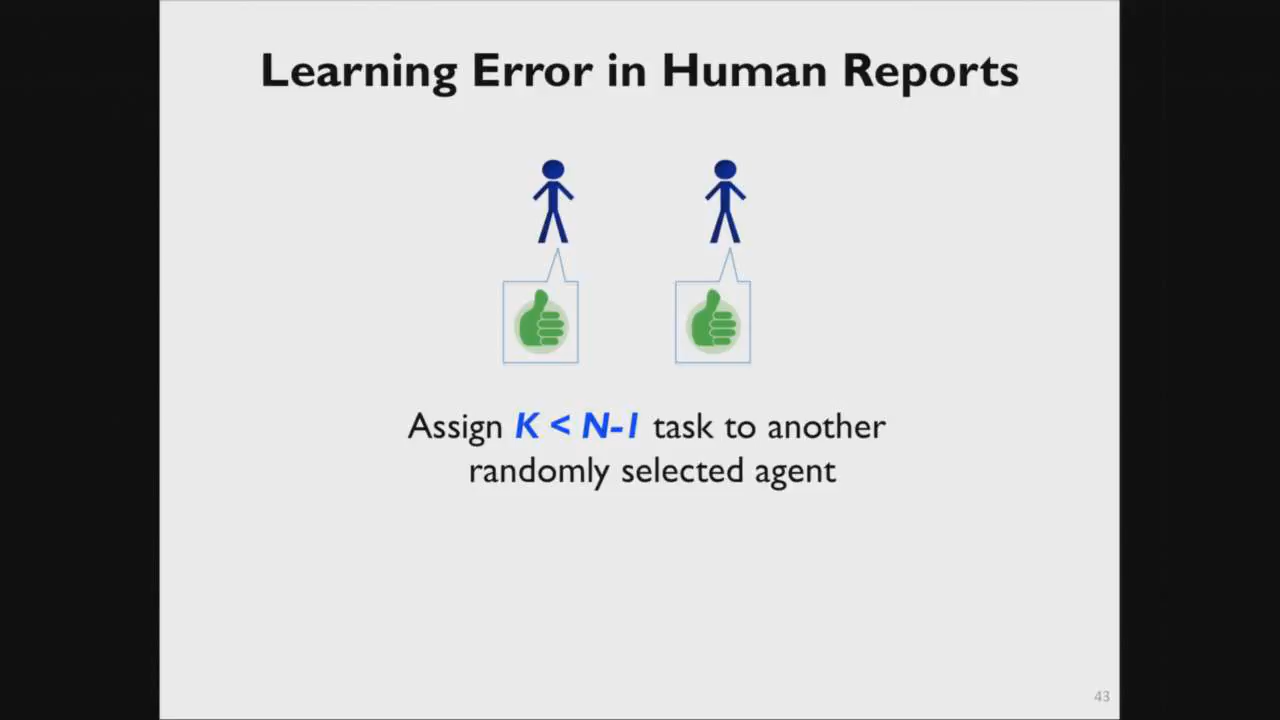 Learning Error in Human Reports
Assign K < N-1 task to another
randomly selected agent
43